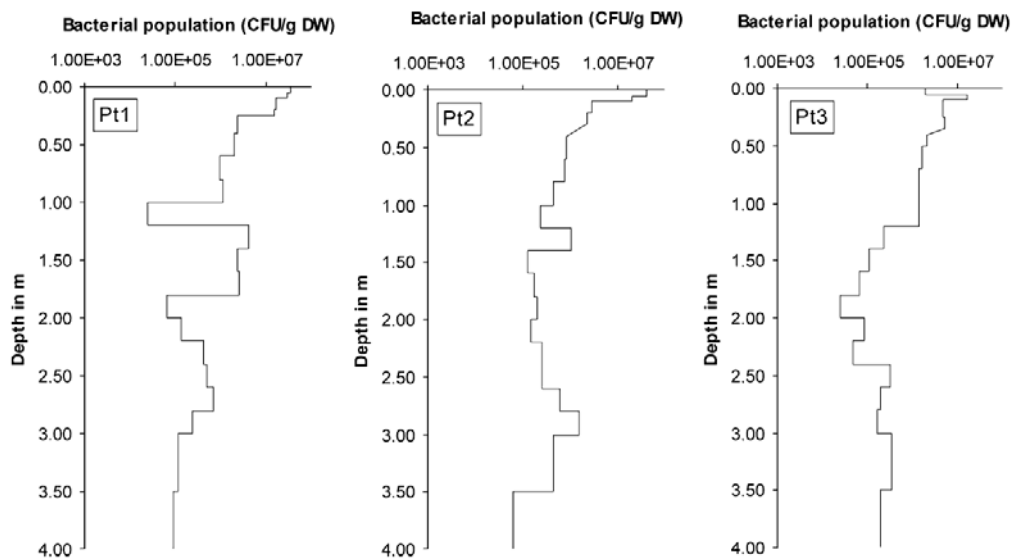 Bacterial population (CFU/g DW)
1.00E+03 1.00E+05 1.00E+07
0.00
0.50
1.00
1.50
2.00
2.50
3.00
3.50
4.00
Depth in m
Pt1
Bacterial population (CFU/g DW)
1.00E+03 1.00E+05 1.00E+07
0.00
0.50
1.00
1.50
2.00
2.50
3.00
3.50
4.00
Depth in m
Pt2
Bacterial population (CFU/g DW)
1.00E+03 1.00E+05 1.00E+07
0.00
0.50
1.00
1.50
2.00
2.50
3.00
3.50
4.00
Depth in m
Pt3